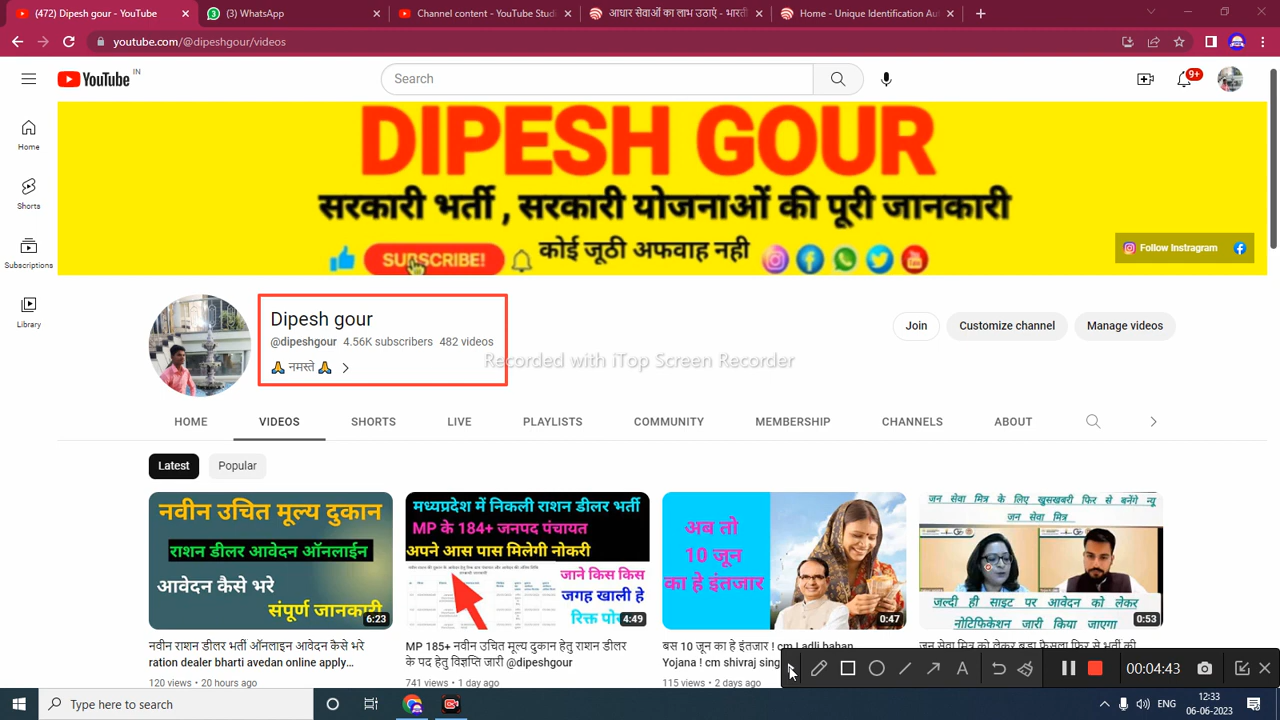 (472) Dipesh gour - YouTube
(3) WhatsApp
Channel content - YouTube Studi
आधार सेवाओं का लाभ उठाएं - भारती
Home - Unique Identification Aut
youtube.com/@dipeshgour/videos
YouTube IN
Search
9+
Home
Shorts
Subscriptions
Library
DIPESH GOUR
सरकारी भर्ती , सरकारी योजनाओं की पूरी जानकारी
SUBSCRIBE!
कोई जूठी अफवाह नही
Follow Instragram
Dipesh gour
@dipeshgour 4.56K subscribers 482 videos
नमस्ते
Join
Customize channel
Manage videos
Recorded with iTop Screen Recorder
HOME
VIDEOS
SHORTS
LIVE
PLAYLISTS
COMMUNITY
MEMBERSHIP
CHANNELS
ABOUT
Latest
Popular
नवीन उचित मूल्य दुकान
राशन डीलर आवेदन ऑनलाईन
आवेदन कैसे भरे
संपूर्ण जानकारी
6:23
मध्यप्रदेश में निकली राशन डीलर भर्ती
MP के 184+ जनपद पंचायत
अपने आस पास मिलेगी नोकरी
जाने किस किस
जगह खाली हे
रिक्त
4:49
अब तो
10 जून
का हे इंतजार
0:47
जन सेवा मित्र के लिए खुसखबरी फिर से बनेंगे न्यू
जन सेवा मित्र
जल्दी ही साइट पर आवेदन को लेकर
नोटिफिकेशन जारी किया जाएगा
0:53
नवीन राशन डीलर भर्ती ऑनलाइन आवेदन कैसे भरे
ration dealer bharti avedan online apply…
120 views • 20 hours ago
MP 185+ नवीन उचित मूल्य दुकान हेतु राशन डीलर
के पद हेतु विज्ञप्ति जारी @dipeshgour
741 views • 1 day ago
बस 10 जून का हे इंतजार ! cm Ladli bahan
Yojana ! cm shivraj sing
115 views • 2 days ago
जन सेवा मित्र को लेकर बड़ा फैसला फिर से भर्ती की
00:04:43
Type here to search
ENG
12:33
06-06-2023